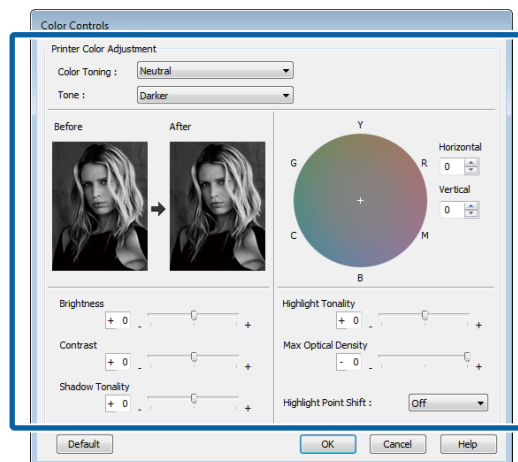 Color Controls
Printer Color Adjustment
Color Toning : Neutral
Tone : Darker
Before After
Y
G R
C M
B
Horizontal
0
Vertical
0
Brightness
+ 0 - +
Contrast
+ 0 - +
Shadow Tonality
+ 0 - +
Highlight Tonality
+ 0 - +
Max Optical Density
- 0 - +
Highlight Point Shift : Off
Default OK Cancel Help